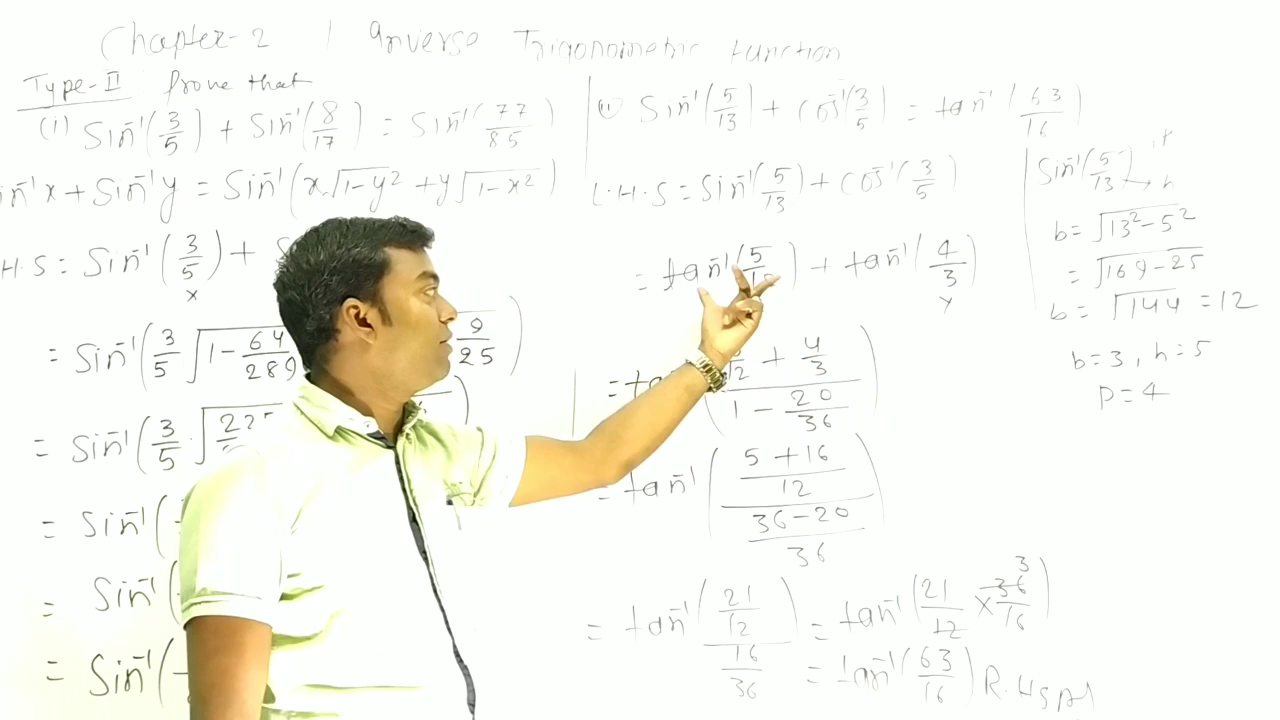 Chapter-2 | Inverse Trigonometric Function
Type-II Prove that
(i) Sin⁻¹(3/5) + Sin⁻¹(8/17) = Sin⁻¹(77/85)
in⁻¹x + Sin⁻¹y = Sin⁻¹(x√1-y² + y√1-x²)
.H.S = Sin⁻¹(3/5) +
x
= Sin⁻¹(3/5 √1-64/289 9/25)
= Sin⁻¹(3/5 . √225
= Sin⁻¹(
= Sin⁻¹(
= Sin⁻¹(
(ii) Sin⁻¹(5/13) + Cos⁻¹(3/5) = tan⁻¹(63/16)
L.H.S = Sin⁻¹(5/13) + Cos⁻¹(3/5)
= tan⁻¹(5/12) + tan⁻¹(4/3)
y
= tan⁻¹((5/12 + 4/3)/(1 - 20/36))
= tan⁻¹((5+16/12)/(36-20/36))
= tan⁻¹((21/12)/(16/36)) = tan⁻¹(21/12 × 36/16) 3
= tan⁻¹(63/16) R.H.S
Sin⁻¹(5/13) → p → h
b = √13²-5²
= √169-25
b = √144 = 12
b=3, h=5
P=4